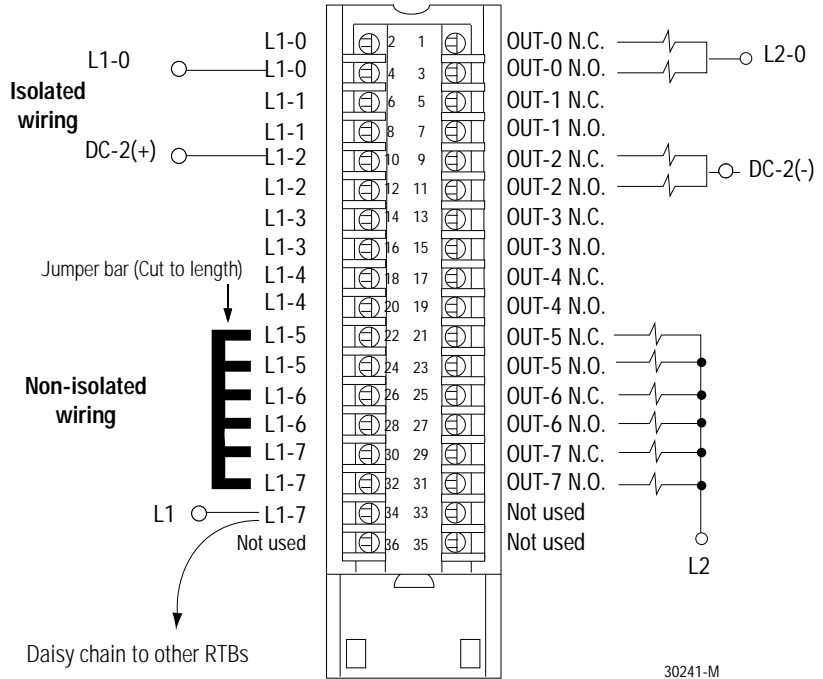 L1-0 2 1 OUT-0 N.C.
L1-0 L1-0 4 3 OUT-0 N.O. L2-0
Isolated
wiring
L1-1 6 5 OUT-1 N.C.
L1-1 8 7 OUT-1 N.O.
DC-2(+) L1-2 10 9 OUT-2 N.C.
L1-2 12 11 OUT-2 N.O. DC-2(-)
L1-3 14 13 OUT-3 N.C.
L1-3 16 15 OUT-3 N.O.
Jumper bar (Cut to length)
L1-4 18 17 OUT-4 N.C.
L1-4 20 19 OUT-4 N.O.
L1-5 22 21 OUT-5 N.C.
L1-5 24 23 OUT-5 N.O.
Non-isolated
wiring
L1-6 26 25 OUT-6 N.C.
L1-6 28 27 OUT-6 N.O.
L1-7 30 29 OUT-7 N.C.
L1-7 32 31 OUT-7 N.O.
L1 L1-7 34 33 Not used
Not used 36 35 Not used
L2
Daisy chain to other RTBs
30241-M